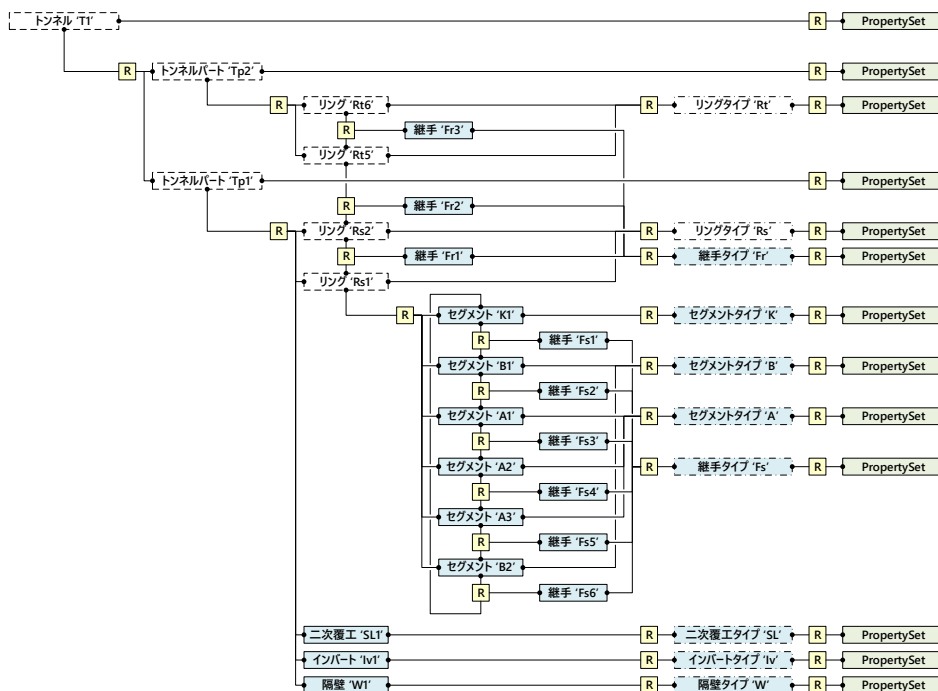 トンネル ‘T1’ R PropertySet
R トンネルパート ‘Tp2’ R PropertySet
R リング ‘Rt6’ R リングタイプ ‘Rt’ R PropertySet
R 継手 ‘Fr3’
リング ‘Rt5’
トンネルパート ‘Tp1’ R PropertySet
R 継手 ‘Fr2’
R リング ‘Rs2’ R リングタイプ ‘Rs’ R PropertySet
R 継手 ‘Fr1’ R 継手タイプ ‘Fr’ R PropertySet
リング ‘Rs1’
R セグメント ‘K1’ R セグメントタイプ ‘K’ R PropertySet
R 継手 ‘Fs1’
セグメント ‘B1’ R セグメントタイプ ‘B’ R PropertySet
R 継手 ‘Fs2’
セグメント ‘A1’ R セグメントタイプ ‘A’ R PropertySet
R 継手 ‘Fs3’
セグメント ‘A2’ R 継手タイプ ‘Fs’ R PropertySet
R 継手 ‘Fs4’
セグメント ‘A3’
R 継手 ‘Fs5’
セグメント ‘B2’
R 継手 ‘Fs6’
二次覆工 ‘SL1’ R 二次覆工タイプ ‘SL’ R PropertySet
インバート ‘Iv1’ R インバートタイプ ‘Iv’ R PropertySet
隔壁 ‘W1’ R 隔壁タイプ ‘W’ R PropertySet